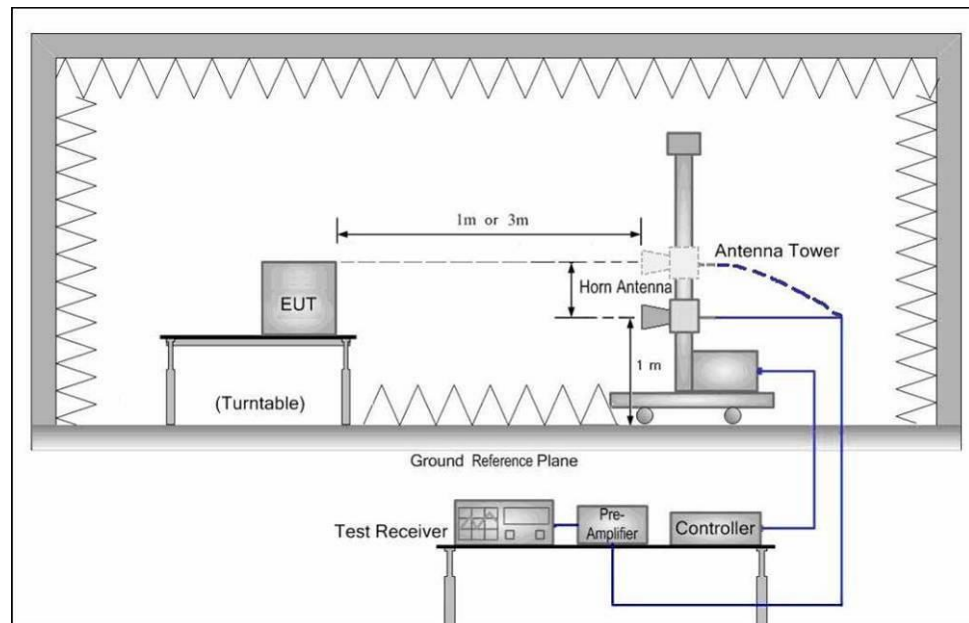 1m or 3m
Antenna Tower
Horn Antenna
EUT
1 m
(Turntable)
Ground Reference Plane
Test Receiver
Pre-
Amplifier
Controller